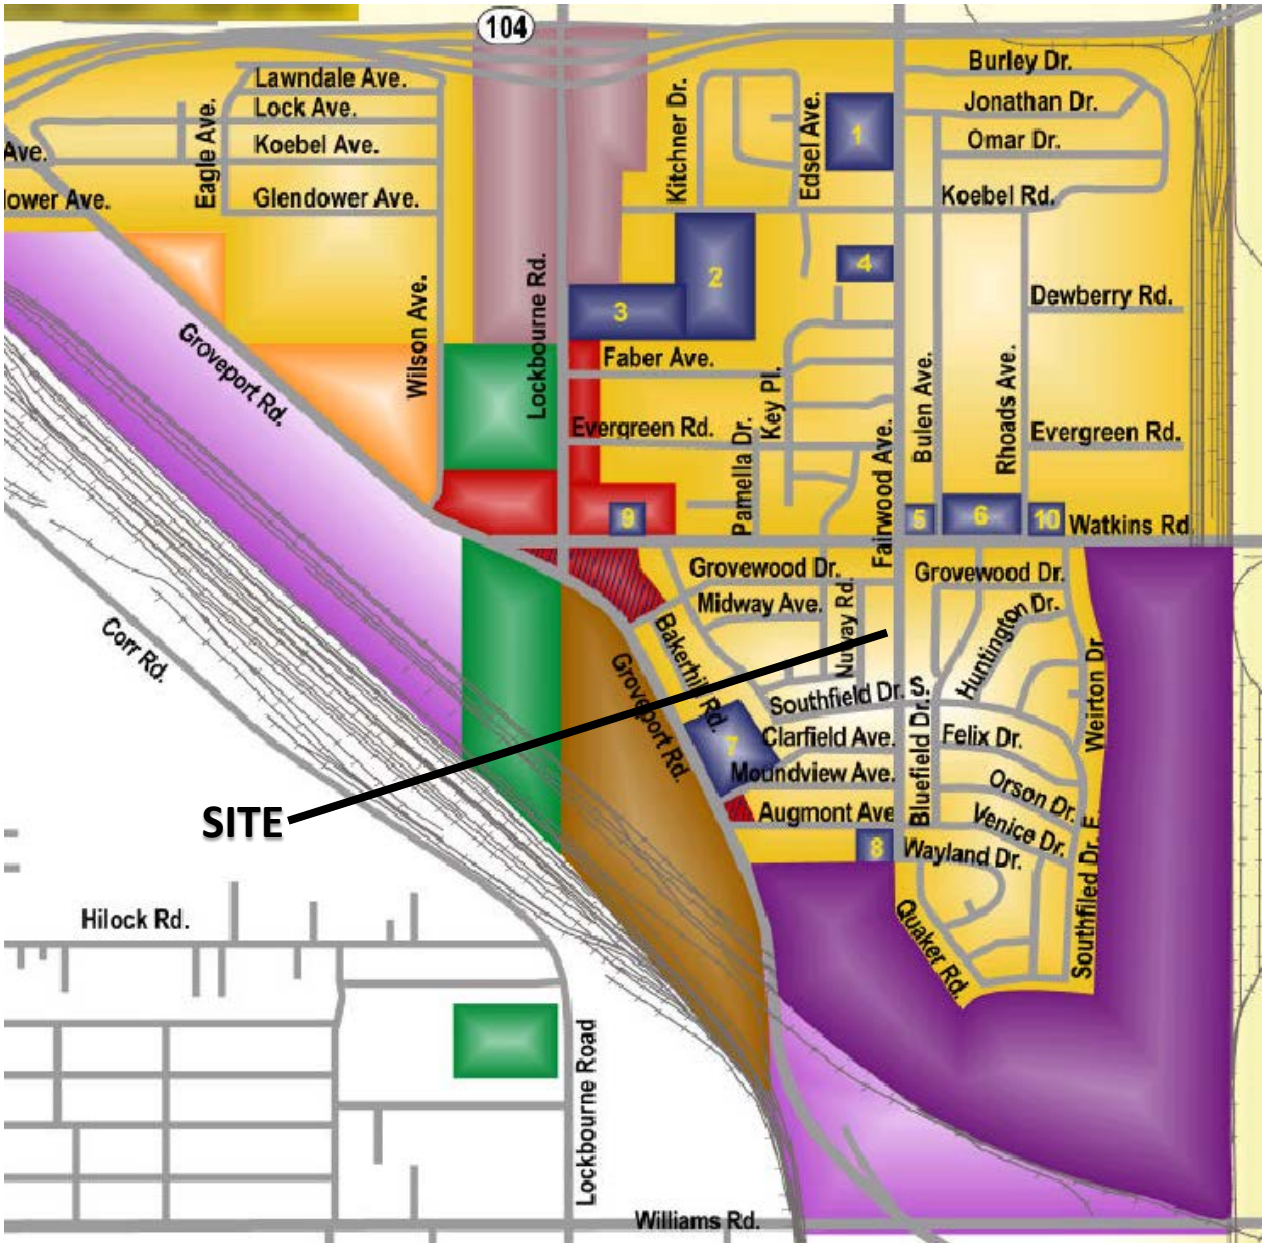 104
Lawndale Ave.
Lock Ave.
Koebel Ave.
Glendower Ave.
Ave.
lower Ave.
Eagle Ave.
Wilson Ave.
Lockbourne Rd.
Kitchner Dr.
Edsel Ave.
1
Burley Dr.
Jonathan Dr.
Omar Dr.
Koebel Rd.
2
3
4
Dewberry Rd.
Groveport Rd.
Faber Ave.
Key Pl.
Evergreen Rd.
Pamella Dr.
Fairwood Ave.
Bulen Ave.
Rhoads Ave.
Evergreen Rd.
9
5
6
10
Watkins Rd
Grovewood Dr.
Midway Ave.
Nuway Rd.
Grovewood Dr.
Huntington Dr.
Corr Rd.
Bakerhill Rd.
Groveport Rd.
Southfield Dr. S.
Weirton Dr
7
Clarfield Ave.
Felix Dr.
Moundview Ave.
Bluefield Dr.
Orson Dr.
SITE
Augmont Ave
Venice Dr.
8
Wayland Dr.
Southfiled Dr. E
Quaker Rd.
Hilock Rd.
Lockbourne Road
Williams Rd.